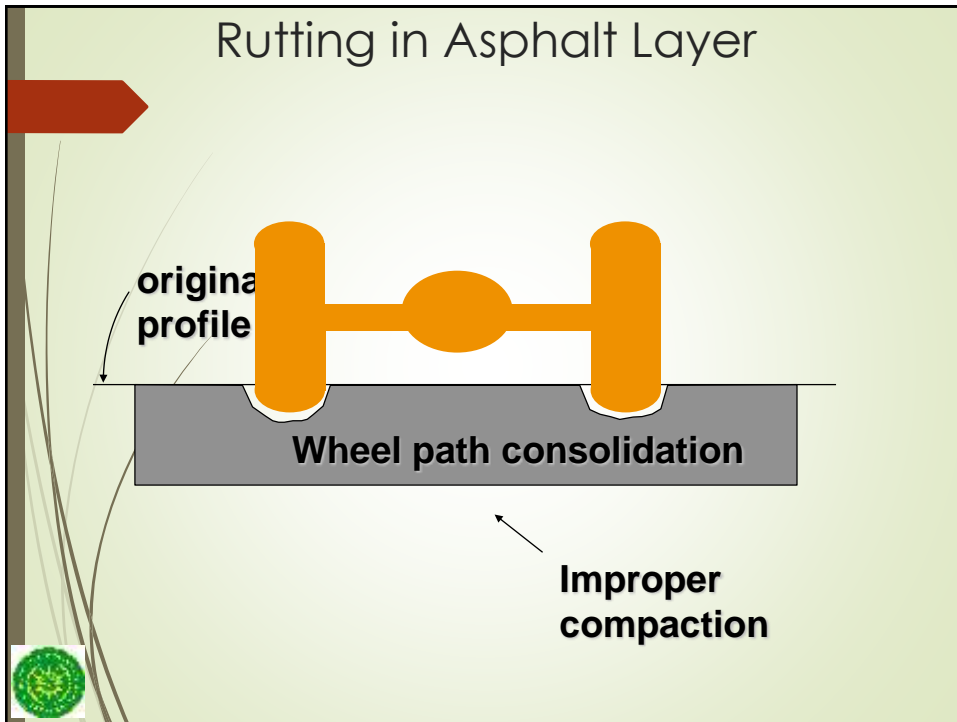 Rutting in Asphalt Layer
origina
profile
Wheel path consolidation
Improper
compaction